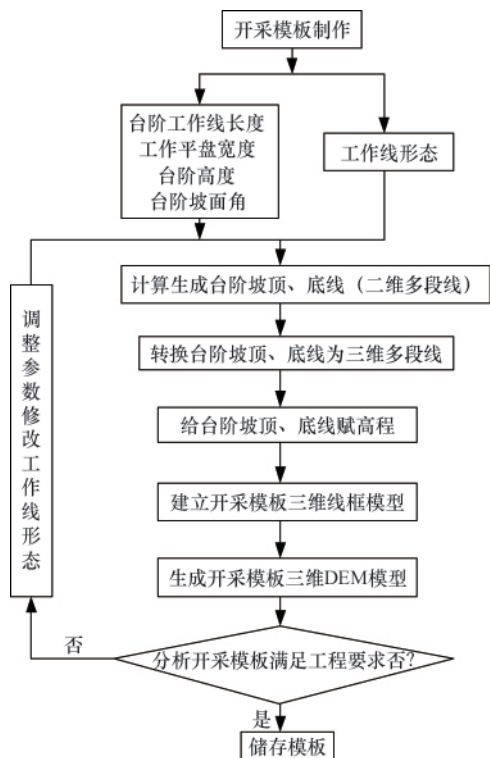 开采模板制作
台阶工作线长度
工作平盘宽度
台阶高度
台阶坡面角
工作线形态
计算生成台阶坡顶、底线（二维多段线）
转换台阶坡顶、底线为三维多段线
给台阶坡顶、底线赋高程
建立开采模板三维线框模型
生成开采模板三维DEM模型
调整参数修改工作线形态
否
分析开采模板满足工程要求否?
是
储存模板